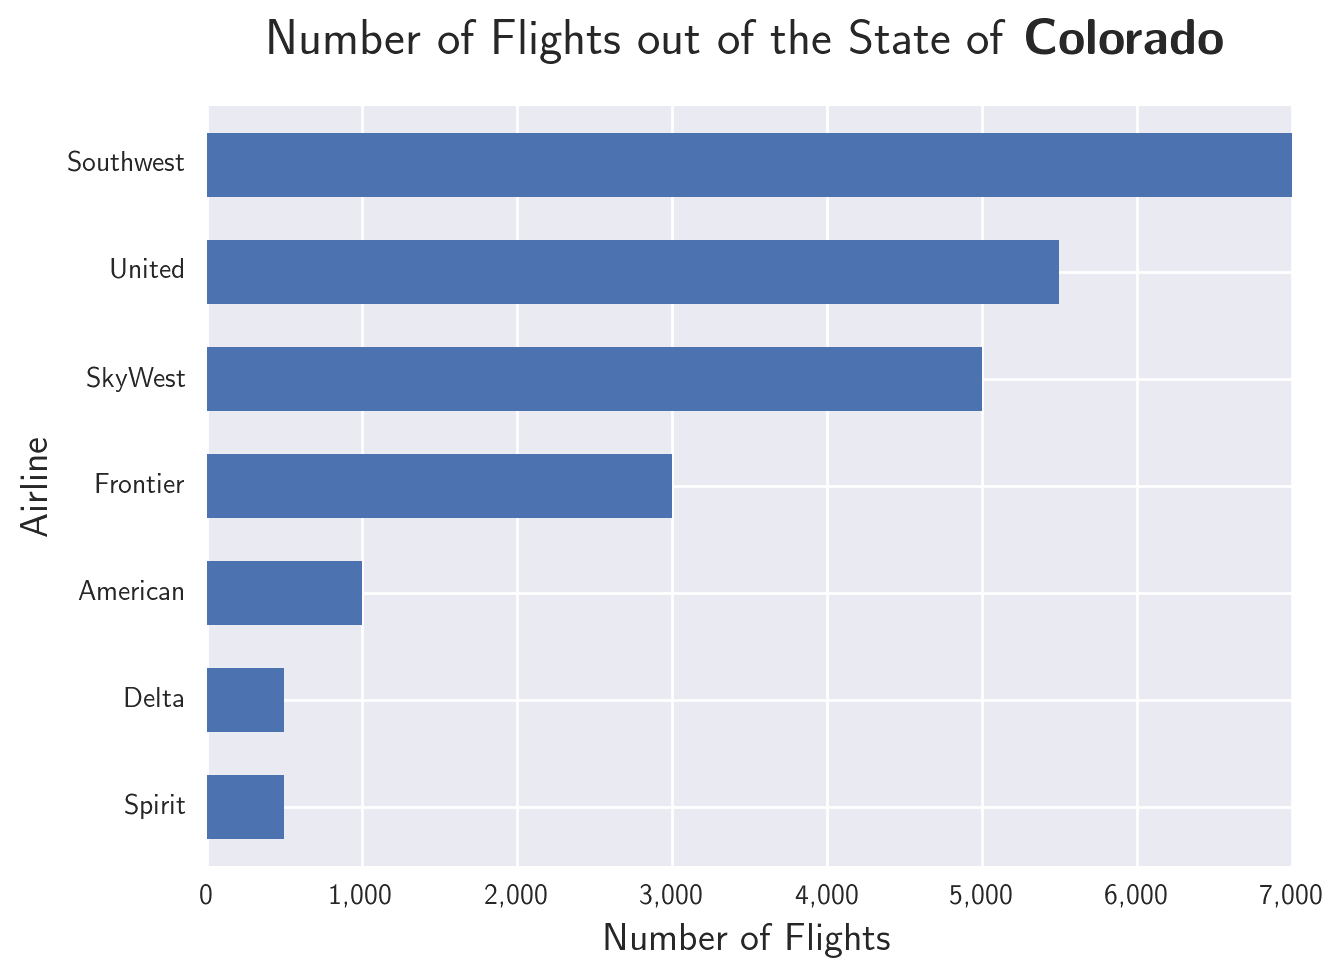 Number of Flights out of the State of Colorado
Southwest
United
SkyWest
Frontier
American
Delta
Spirit
Airline
0 1,000 2,000 3,000 4,000 5,000 6,000 7,000
Number of Flights